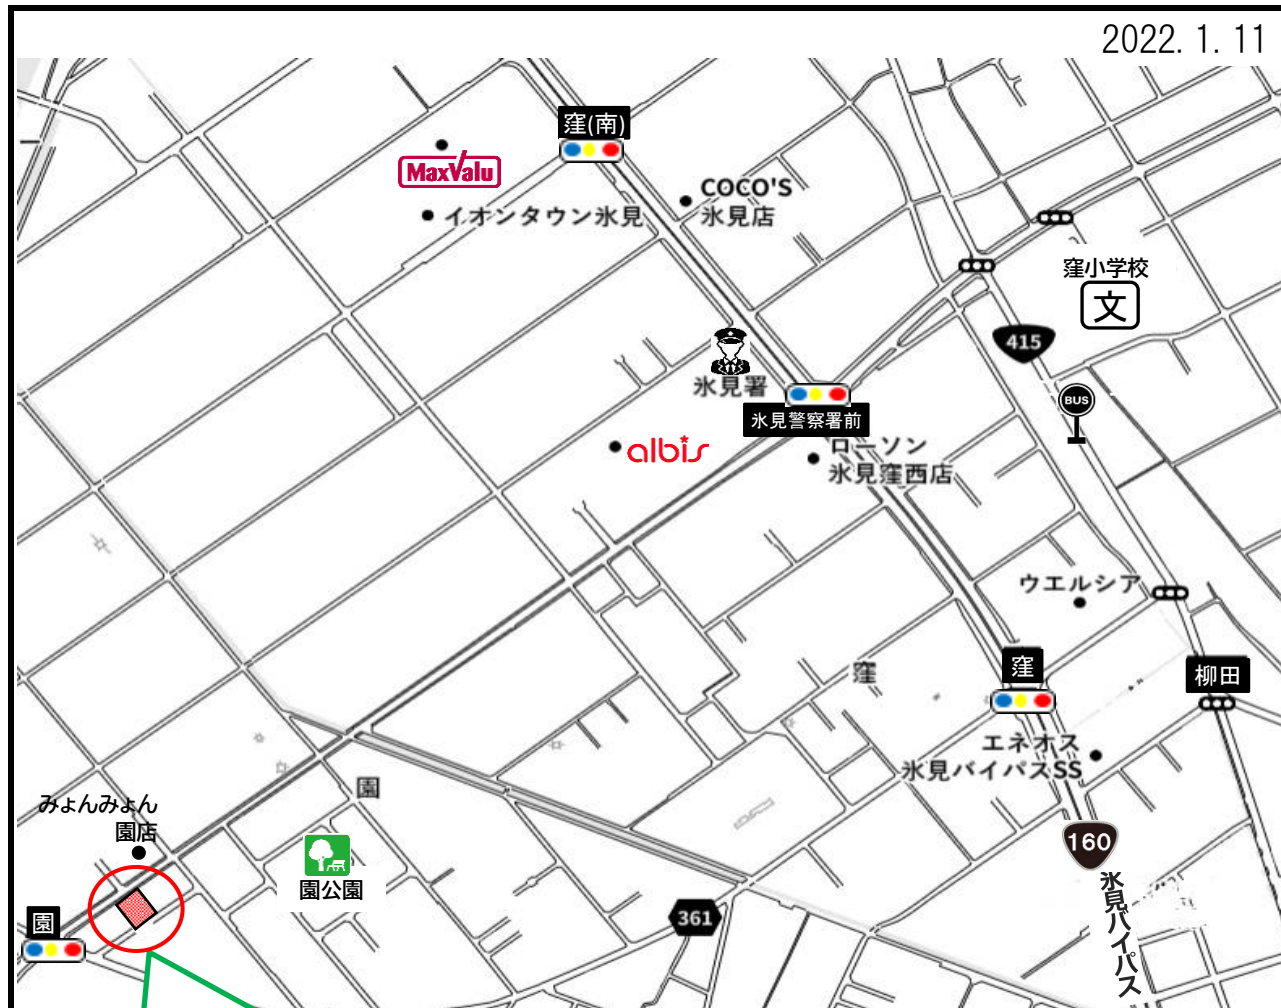 2022.1.11
窪(南)
MaxValu
COCO'S
氷見店
イオンタウン氷見
窪小学校
文
415
氷見署
BUS
氷見警察署前
albis
ローソン
氷見窪西店
ウエルシア
窪
窪
柳田
エネオス
氷見バイパスSS
園
みょんみょん
園店
160
園公園
氷見バイパス
361
園